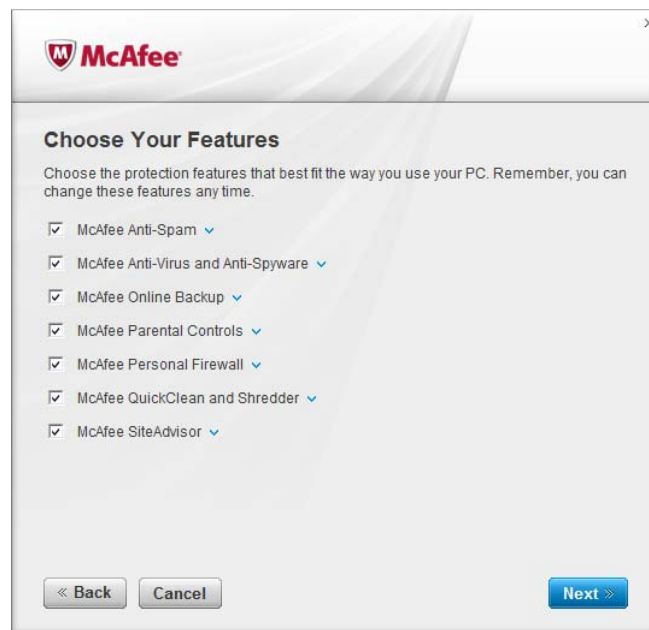 McAfee
Choose Your Features
Choose the protection features that best fit the way you use your PC. Remember, you can
change these features any time.
McAfee Anti-Spam
McAfee Anti-Virus and Anti-Spyware
McAfee Online Backup
McAfee Parental Controls
McAfee Personal Firewall
McAfee QuickClean and Shredder
McAfee SiteAdvisor
« Back
Cancel
Next »